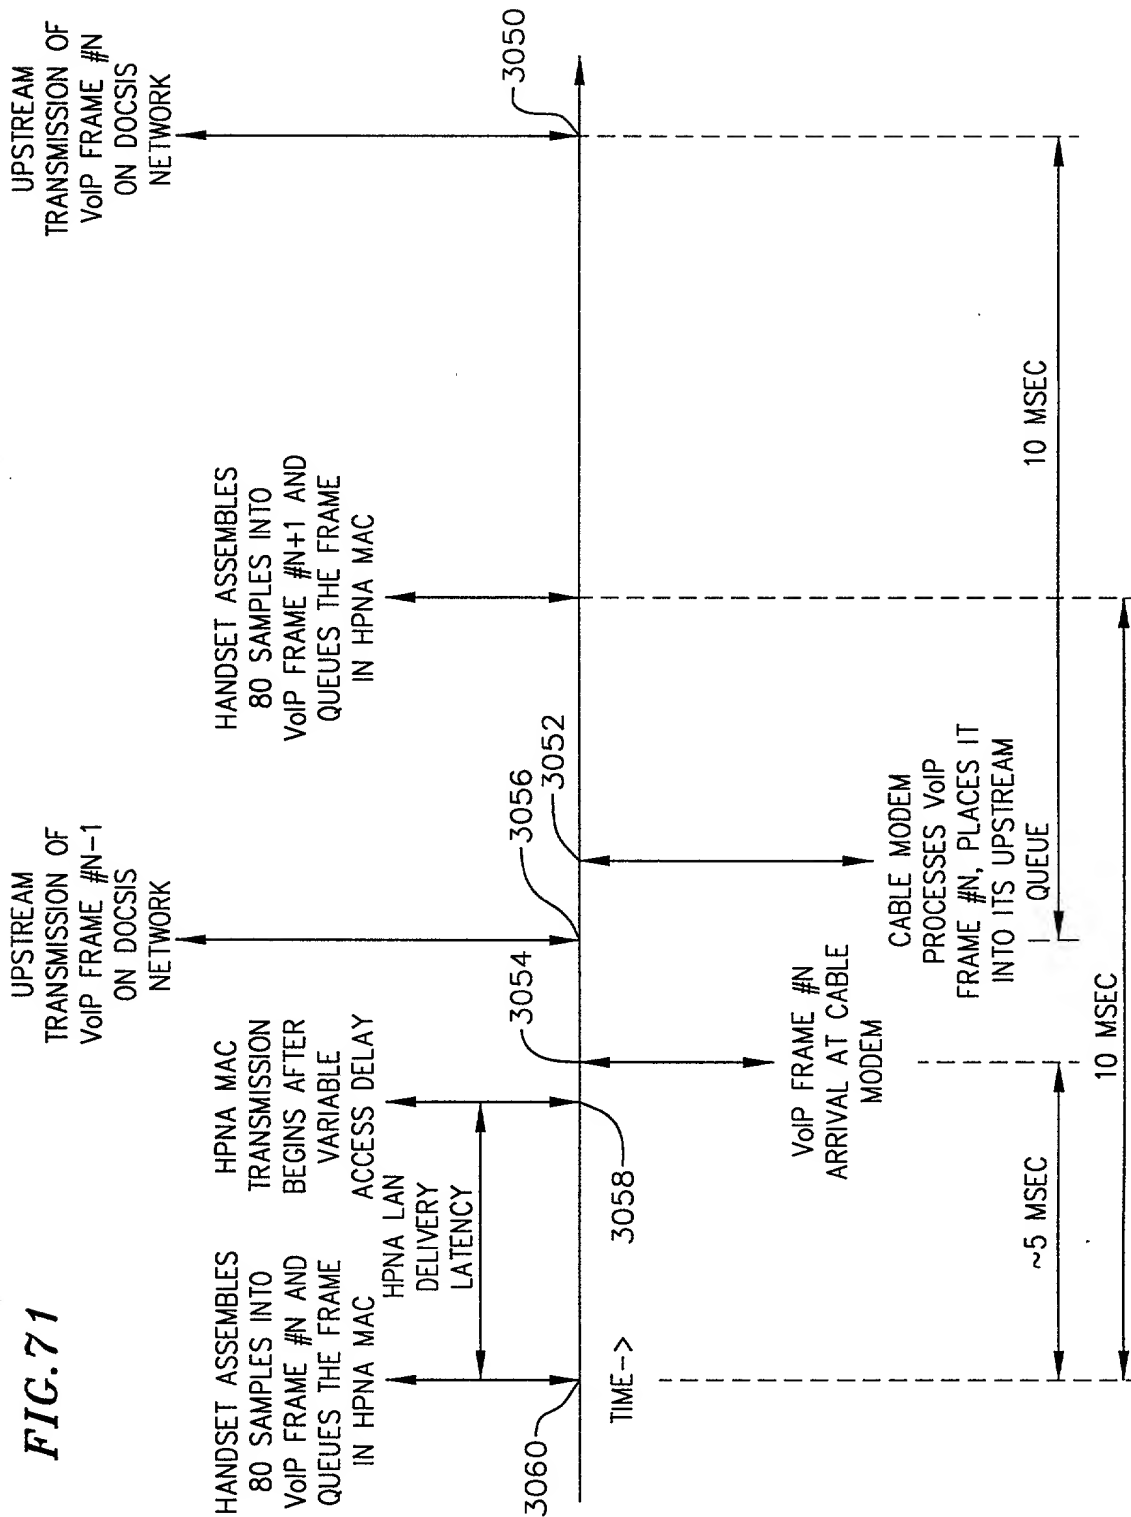 FIG.71
UPSTREAM
TRANSMISSION OF
VoIP FRAME #N-1
ON DOCSIS
NETWORK
UPSTREAM
TRANSMISSION OF
VoIP FRAME #N
ON DOCSIS
NETWORK
HANDSET ASSEMBLES
80 SAMPLES INTO
VoIP FRAME #N AND
QUEUES THE FRAME
IN HPNA MAC
HPNA MAC
TRANSMISSION
BEGINS AFTER
VARIABLE
ACCESS DELAY
HANDSET ASSEMBLES
80 SAMPLES INTO
VoIP FRAME #N+1 AND
QUEUES THE FRAME
IN HPNA MAC
HPNA LAN
DELIVERY
LATENCY
3060
3058
3054
3056
3052
3050
TIME-->
VoIP FRAME #N
ARRIVAL AT CABLE
MODEM
CABLE MODEM
PROCESSES VoIP
FRAME #N, PLACES IT
INTO ITS UPSTREAM
QUEUE
~5 MSEC
10 MSEC
10 MSEC